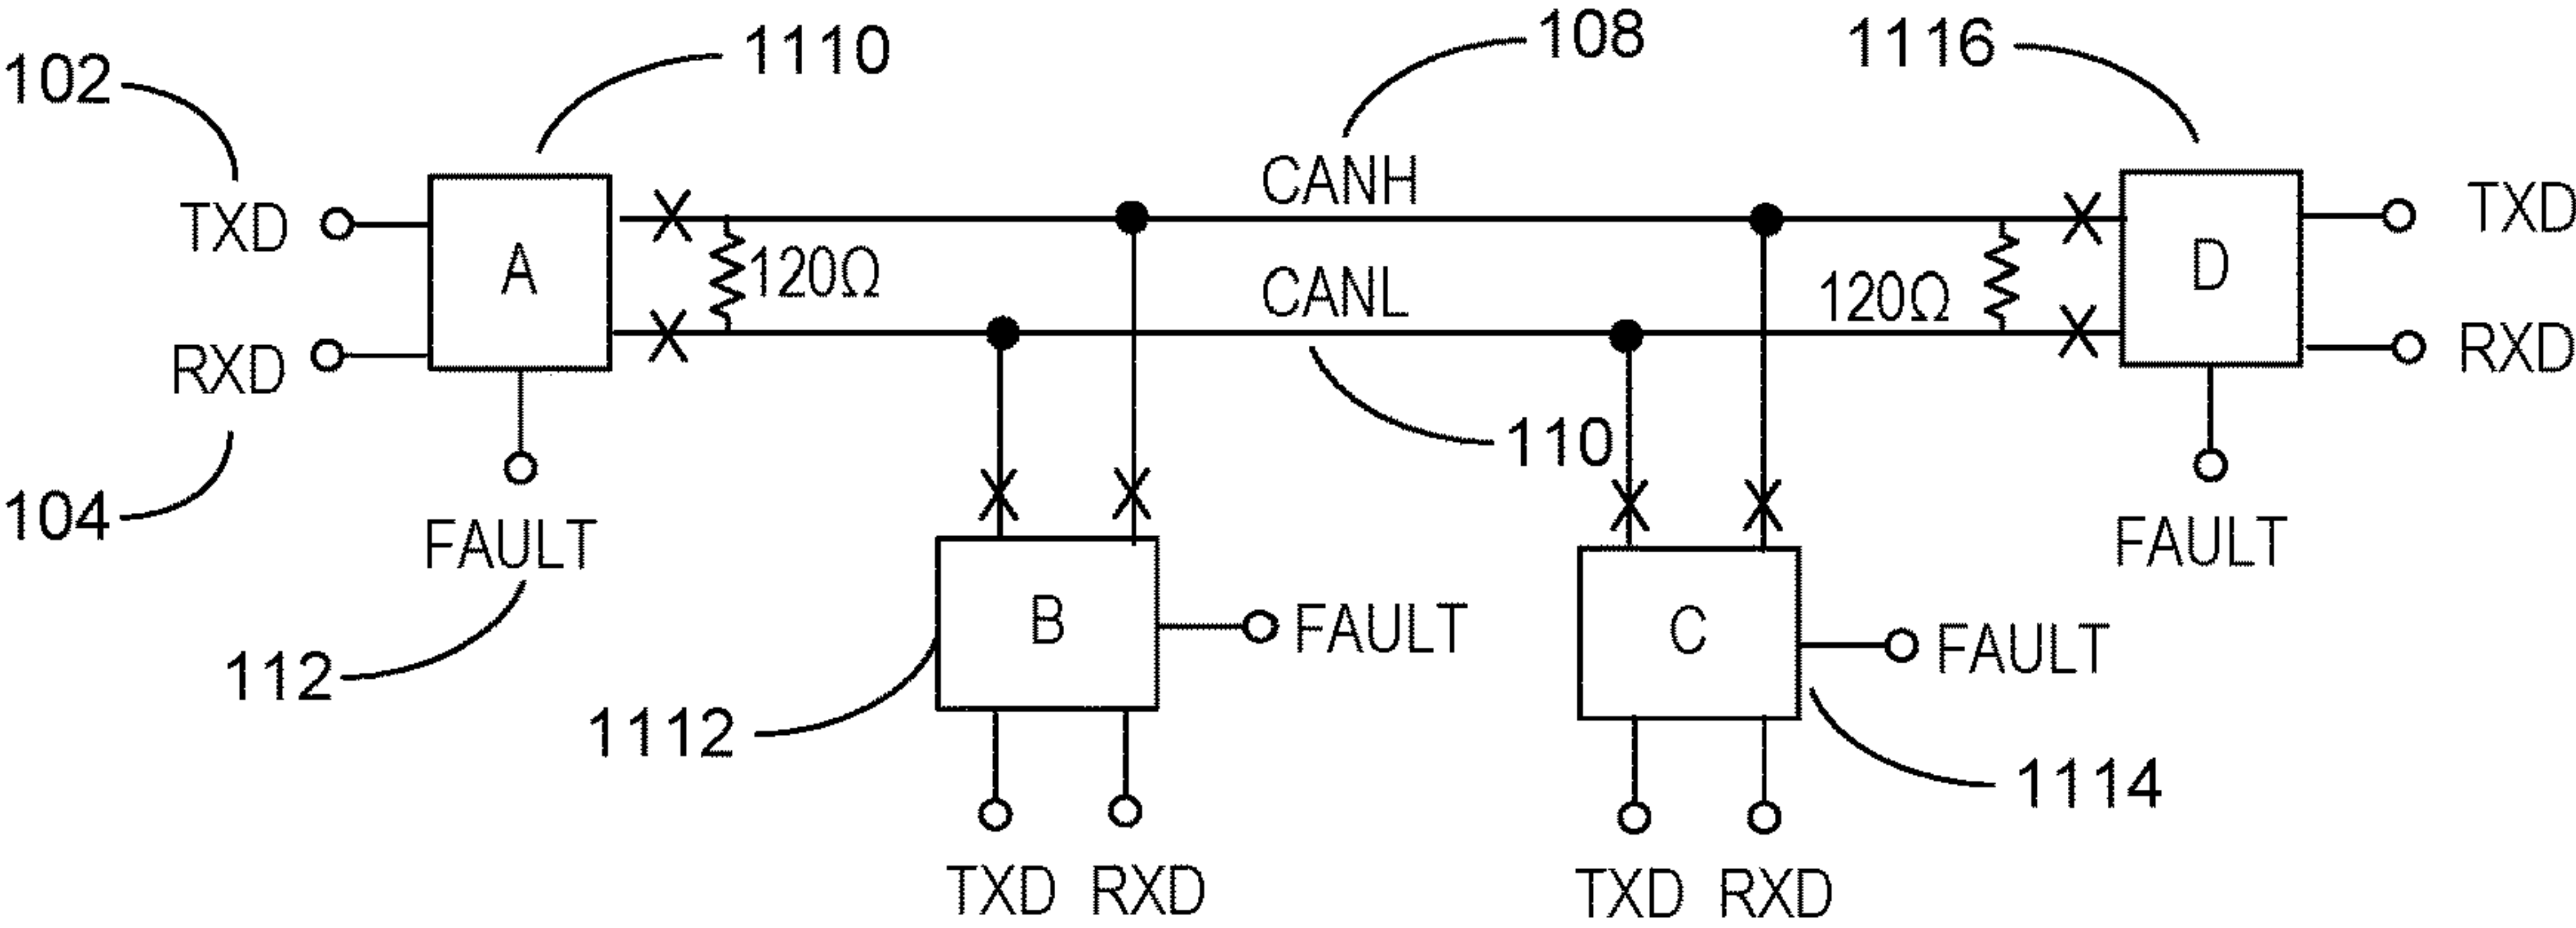 108
1116
1110
102
CANH
TXD
TXD
A
120Ω
CANL
120Ω
D
RXD
RXD
110
104
FAULT
FAULT
B
FAULT
C
FAULT
112
1112
1114
TXD RXD
TXD RXD